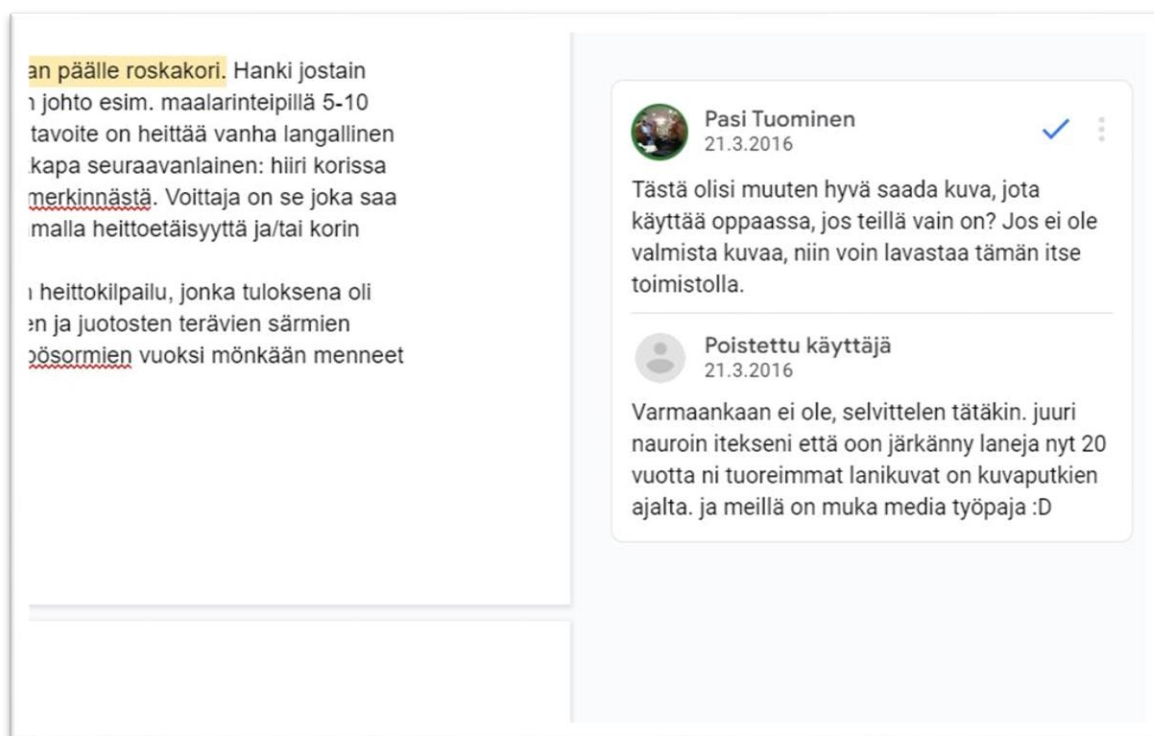 an päälle roskakori. Hanki jostain
n johto esim. maalarinteipillä 5-10
tavoite on heittää vanha langallinen
kapa seuraavanlainen: hiiri korissa
merkinnästä. Voittaja on se joka saa
malla heittoetäisyyttä ja/tai korin
n heittokilpailu, jonka tuloksena oli
en ja juotosten terävien särmien
pösormien vuoksi mönkään menneet
Pasi Tuominen
21.3.2016
Tästä olisi muuten hyvä saada kuva, jota
käyttää oppaassa, jos teillä vain on? Jos ei ole
valmista kuvaa, niin voin lavastaa tämän itse
toimistolla.
Poistettu käyttäjä
21.3.2016
Varmaankaan ei ole, selvittelen tätäkin. juuri
nauroin itekseni että oon järkänny laneja nyt 20
vuotta ni tuoreimmat lanikuvat on kuvaputkien
ajalta. ja meillä on muka media työpaja :D